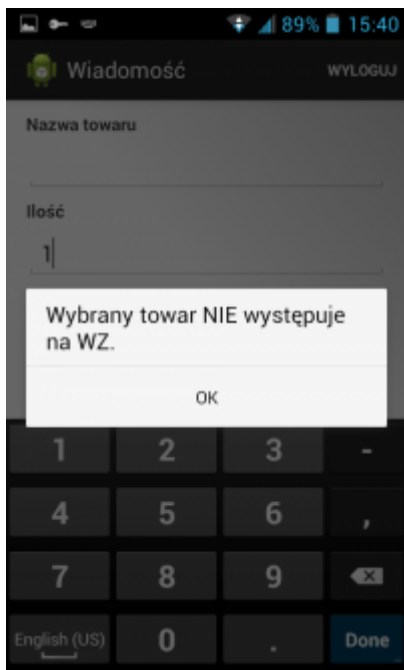 89% 15:40
Wiadomość WYLOGUJ
Nazwa towaru
Ilość
1
Wybrany towar NIE występuje
na WZ.
OK
1 2 3 -
4 5 6 ,
7 8 9
English (US) 0 . Done